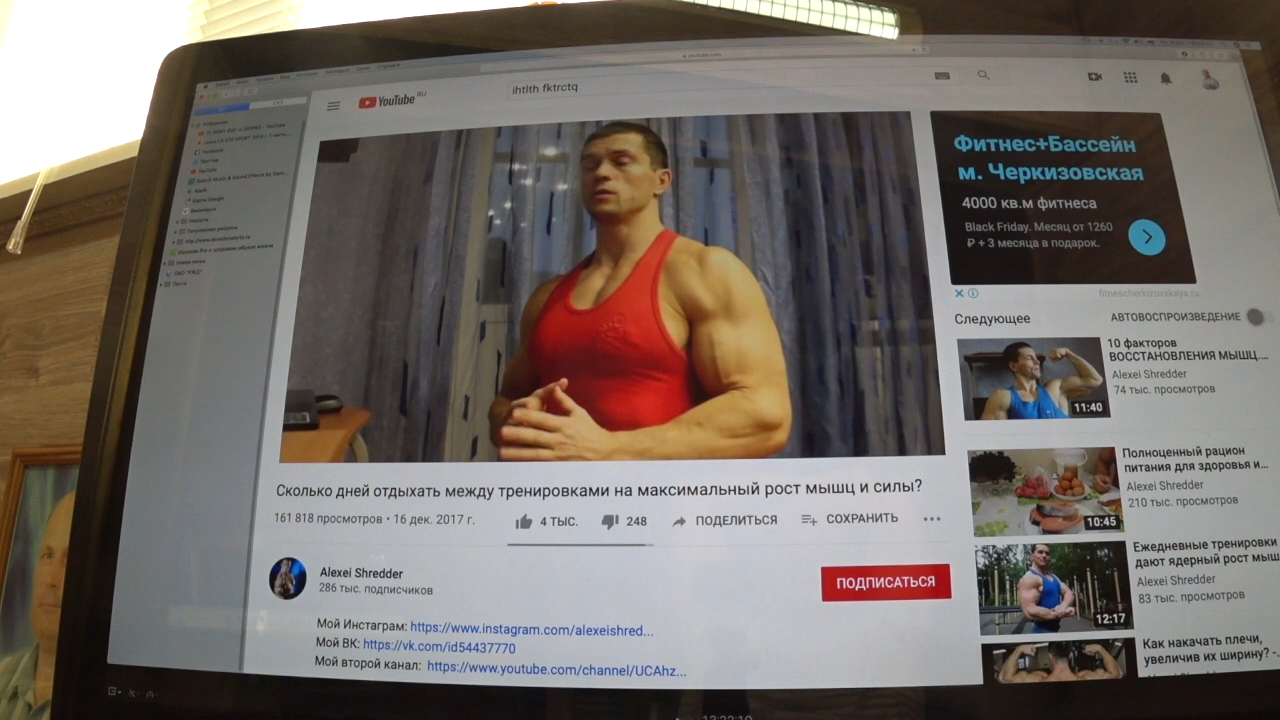 YouTube RU
ihtlth fktrctq
Фитнес+Бассейн
м. Черкизовская
4000 кв.м фитнеса
Black Friday. Месяц от 1260
₽ + 3 месяца в подарок.
fitnescherkizovskaya.ru
Следующее
АВТОВОСПРОИЗВЕДЕНИЕ
10 факторов
ВОССТАНОВЛЕНИЯ МЫШЦ....
Alexei Shredder
74 тыс. просмотров
11:40
Полноценный рацион
питания для здоровья и...
Alexei Shredder
210 тыс. просмотров
10:45
Ежедневные тренировки
дают ядерный рост мыш
Alexei Shredder
83 тыс. просмотров
12:17
Как накачать плечи,
увеличив их ширину? -.
Сколько дней отдыхать между тренировками на максимальный рост мышц и силы?
161 818 просмотров • 16 дек. 2017 г.
4 ТЫС.
248
ПОДЕЛИТЬСЯ
СОХРАНИТЬ
Alexei Shredder
286 тыс. подписчиков
ПОДПИСАТЬСЯ
Мой Инстаграм: https://www.instagram.com/alexeishred...
Мой ВК: https://vk.com/id54437770
Мой второй канал: https://www.youtube.com/channel/UCAhz...